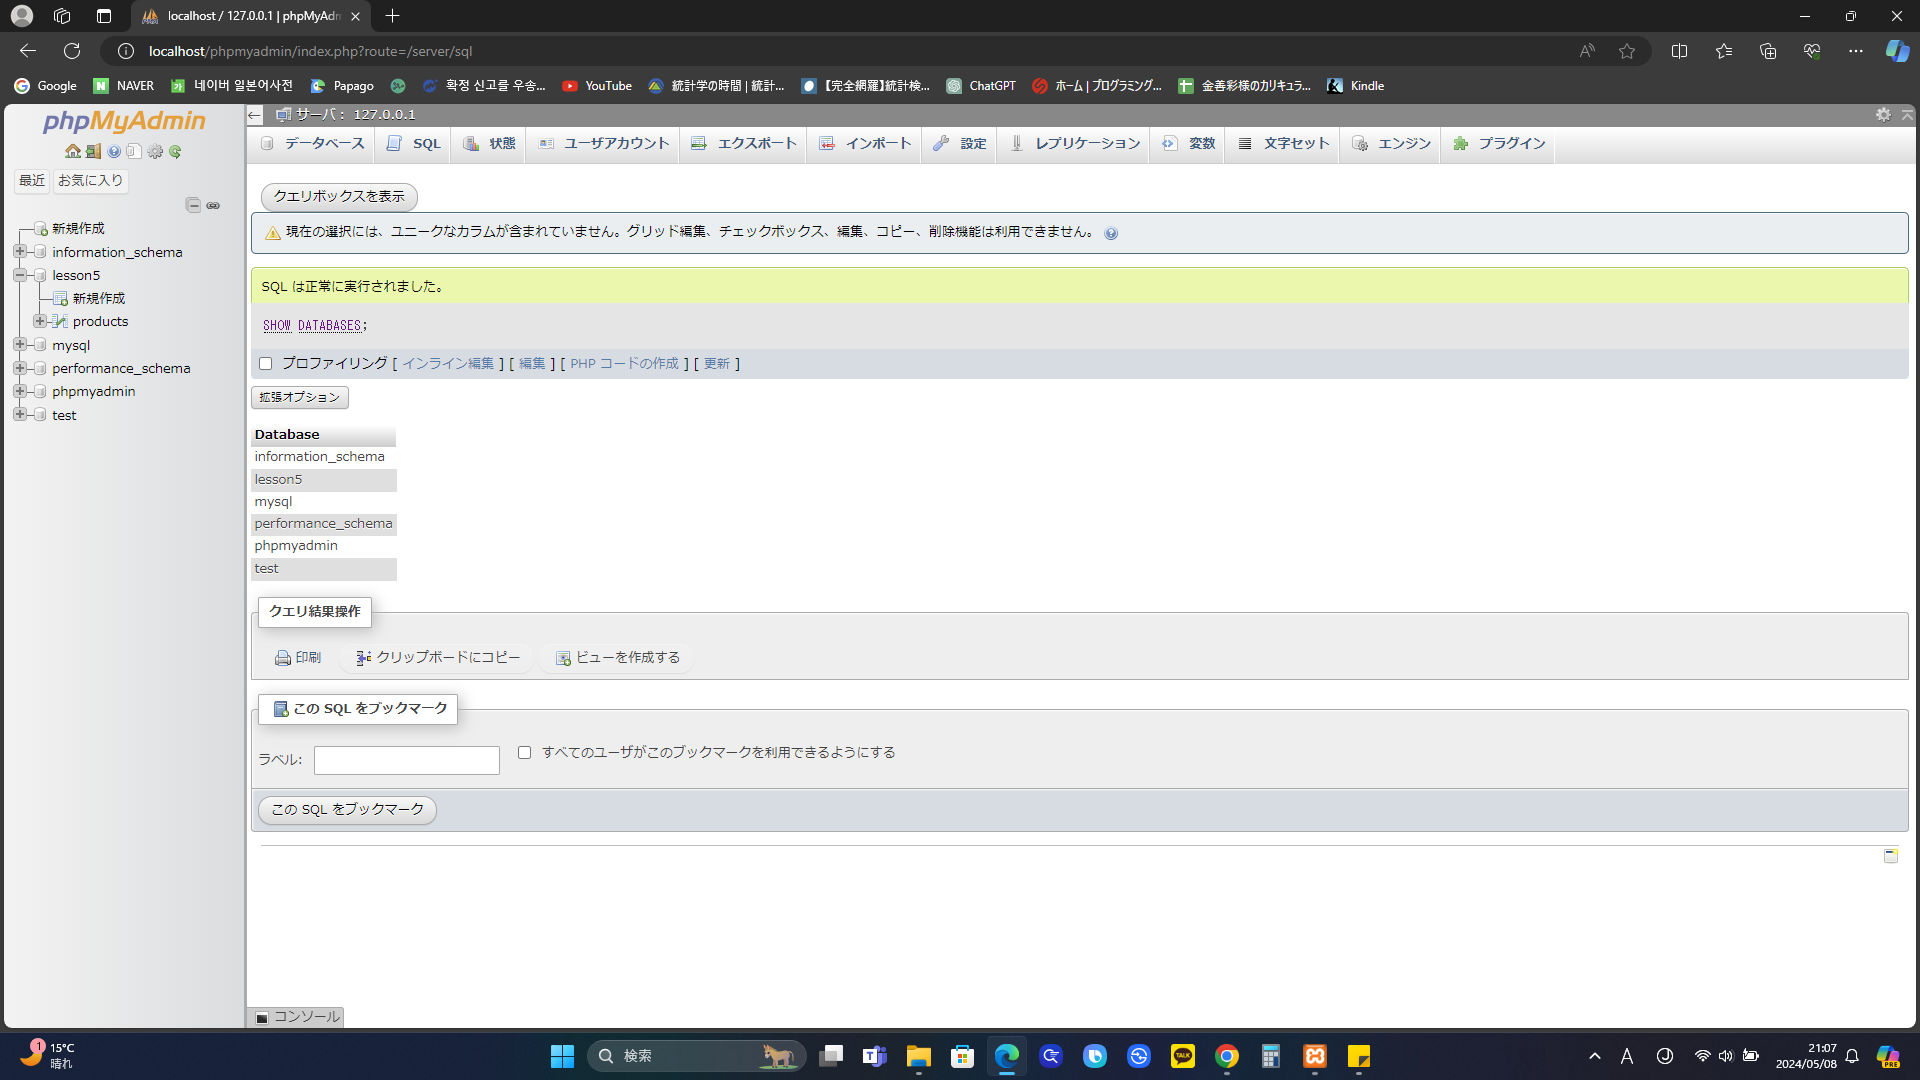 localhost / 127.0.0.1 | phpMyAdm
localhost/phpmyadmin/index.php?route=/server/sql
Google
NAVER
네이버 일본어사전
Papago
확정 신고를 우송...
YouTube
統計学の時間 | 統計...
【完全網羅】統計検...
ChatGPT
ホーム | プログラミング...
金善彩様のカリキュラ...
Kindle
phpMyAdmin
最近
お気に入り
新規作成
information_schema
lesson5
新規作成
products
mysql
performance_schema
phpmyadmin
test
サーバ: 127.0.0.1
データベース
SQL
状態
ユーザアカウント
エクスポート
インポート
設定
レプリケーション
変数
文字セット
エンジン
プラグイン
クエリボックスを表示
現在の選択には、ユニークなカラムが含まれていません。グリッド編集、チェックボックス、編集、コピー、削除機能は利用できません。
SQL は正常に実行されました。
SHOW DATABASES;
プロファイリング [ インライン編集 ] [ 編集 ] [ PHP コードの作成 ] [ 更新 ]
拡張オプション
Database
information_schema
lesson5
mysql
performance_schema
phpmyadmin
test
クエリ結果操作
印刷
クリップボードにコピー
ビューを作成する
この SQL をブックマーク
ラベル:
すべてのユーザがこのブックマークを利用できるようにする
この SQL をブックマーク
コンソール
1
15°C
晴れ
検索
TALK
A
21:07
2024/05/08
PRE